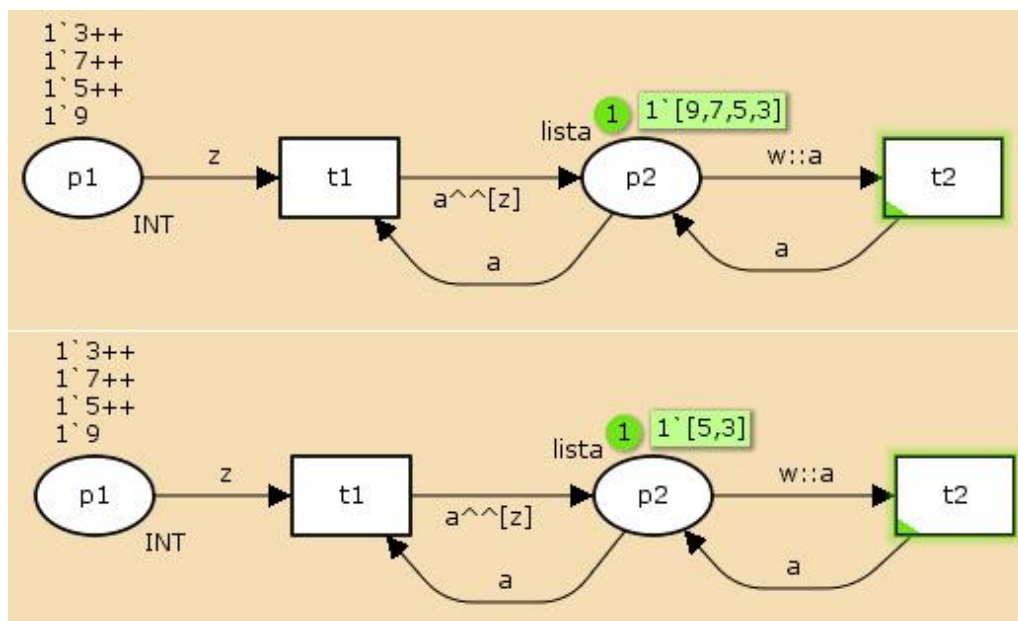 1`3++
1`7++
1`5++
1`9
1 1`[9,7,5,3]
lista
z
w::a
p1
t1
p2
t2
a^^[z]
INT
a
a
1`3++
1`7++
1`5++
1`9
1 1`[5,3]
lista
z
w::a
p1
t1
p2
t2
a^^[z]
INT
a
a